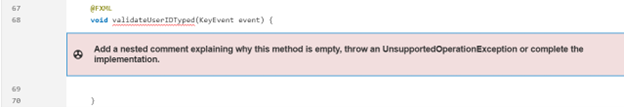 67 @FXML
68 void validateUserIDTyped(KeyEvent event) {
Add a nested comment explaining why this method is empty, throw an UnsupportedOperationException or complete the
implementation.
69
70 }